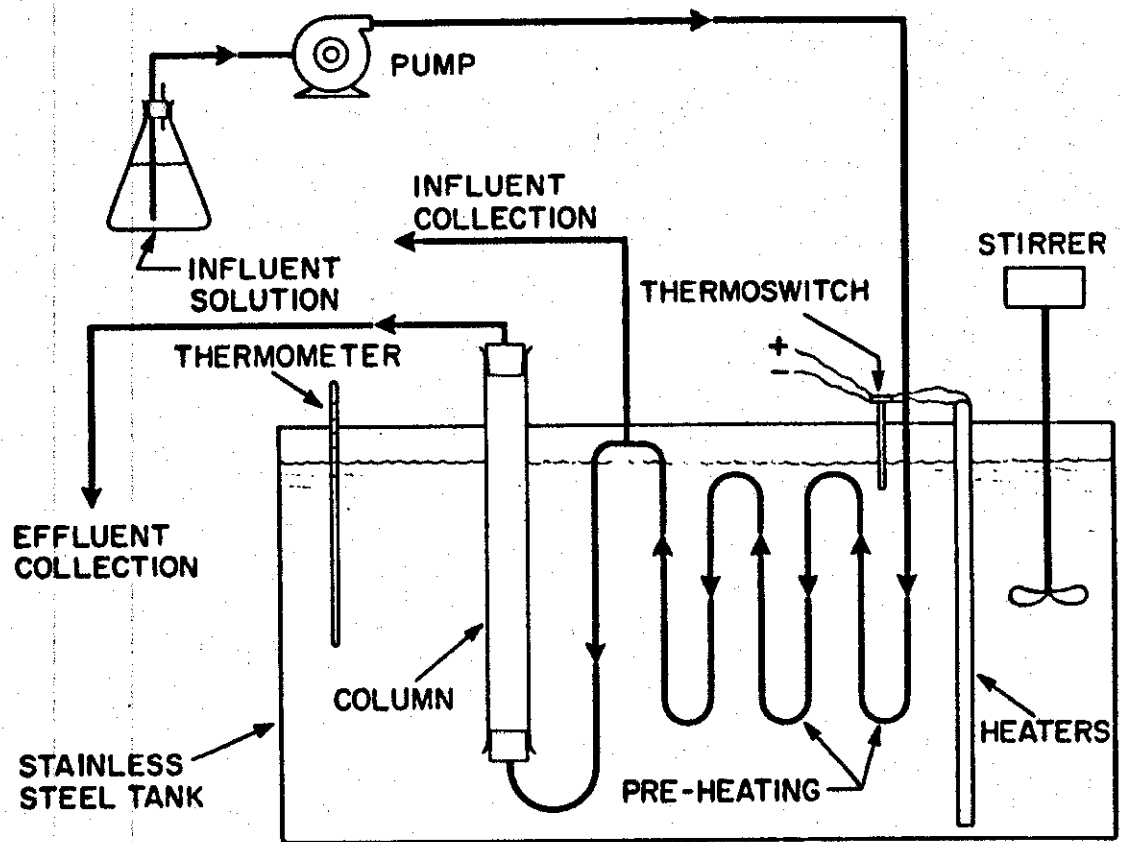 PUMP
INFLUENT
COLLECTION
STIRRER
INFLUENT
SOLUTION
THERMOSWITCH
THERMOMETER
+
−
EFFLUENT
COLLECTION
COLUMN
HEATERS
STAINLESS
STEEL TANK
PRE-HEATING